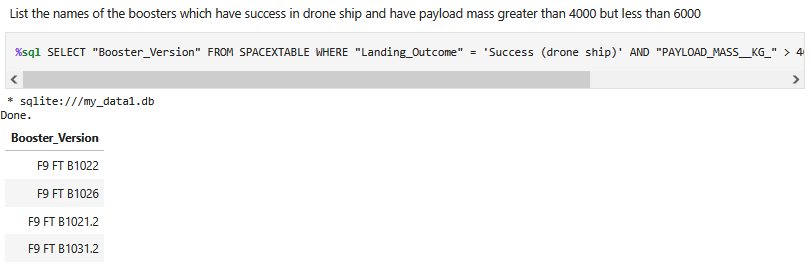 List the names of the boosters which have success in drone ship and have payload mass greater than 4000 but less than 6000
%sql SELECT "Booster_Version" FROM SPACEXTABLE WHERE "Landing_Outcome" = 'Success (drone ship)' AND "PAYLOAD_MASS__KG_" > 4
* sqlite:///my_data1.db
Done.
Booster_Version
F9 FT B1022
F9 FT B1026
F9 FT B1021.2
F9 FT B1031.2